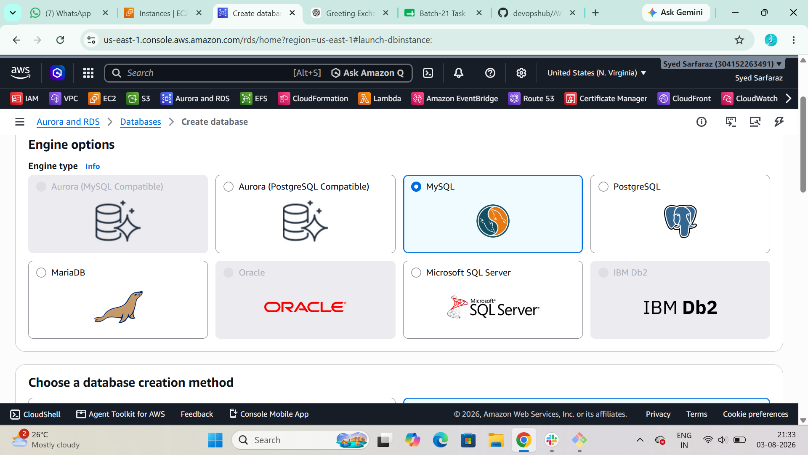 (7) WhatsApp
Instances | EC
Create databa
Greeting Exch
Batch-21 Task
devopshub/Al
Ask Gemini
us-east-1.console.aws.amazon.com/rds/home?region=us-east-1#launch-dbinstance:
aws
Search [Alt+S] Ask Amazon Q
United States (N. Virginia)
Syed Sarfaraz (304152263491)
Syed Sarfaraz
IAM VPC EC2 S3 Aurora and RDS EFS CloudFormation Lambda Amazon EventBridge Route 53 Certificate Manager CloudFront CloudWatch
Aurora and RDS Databases Create database
Engine options
Engine type Info
Aurora (MySQL Compatible)
Aurora (PostgreSQL Compatible)
MySQL
PostgreSQL
MariaDB
Oracle
ORACLE
Microsoft SQL Server
Microsoft
SQL Server
IBM Db2
IBM Db2
Choose a database creation method
CloudShell Agent Toolkit for AWS Feedback Console Mobile App © 2026, Amazon Web Services, Inc. or its affiliates. Privacy Terms Cookie preferences
2
26°C
Mostly cloudy
Search
ENG
IN
21:33
03-08-2026